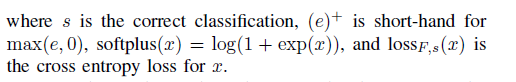 where s is the correct classification, (e)⁺ is short-hand for
max(e, 0), softplus(x) = log(1 + exp(x)), and loss_{F,s}(x) is
the cross entropy loss for x.